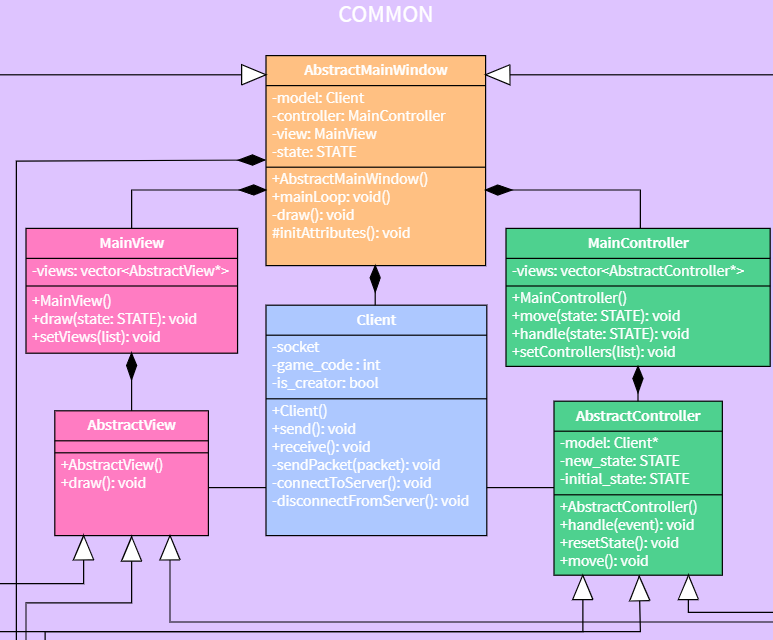 COMMON
AbstractMainWindow
-model: Client
-controller: MainController
-view: MainView
-state: STATE
+AbstractMainWindow()
+mainLoop: void()
-draw(): void
#initAttributes(): void
MainView
-views: vector<AbstractView*>
+MainView()
+draw(state: STATE): void
+setViews(list): void
MainController
-views: vector<AbstractController*>
+MainController()
+move(state: STATE): void
+handle(state: STATE): void
+setControllers(list): void
Client
-socket
-game_code : int
-is_creator: bool
+Client()
+send(): void
+receive(): void
-sendPacket(packet): void
-connectToServer(): void
-disconnectFromServer(): void
AbstractView
+AbstractView()
+draw(): void
AbstractController
-model: Client*
-new_state: STATE
-initial_state: STATE
+AbstractController()
+handle(event): void
+resetState(): void
+move(): void